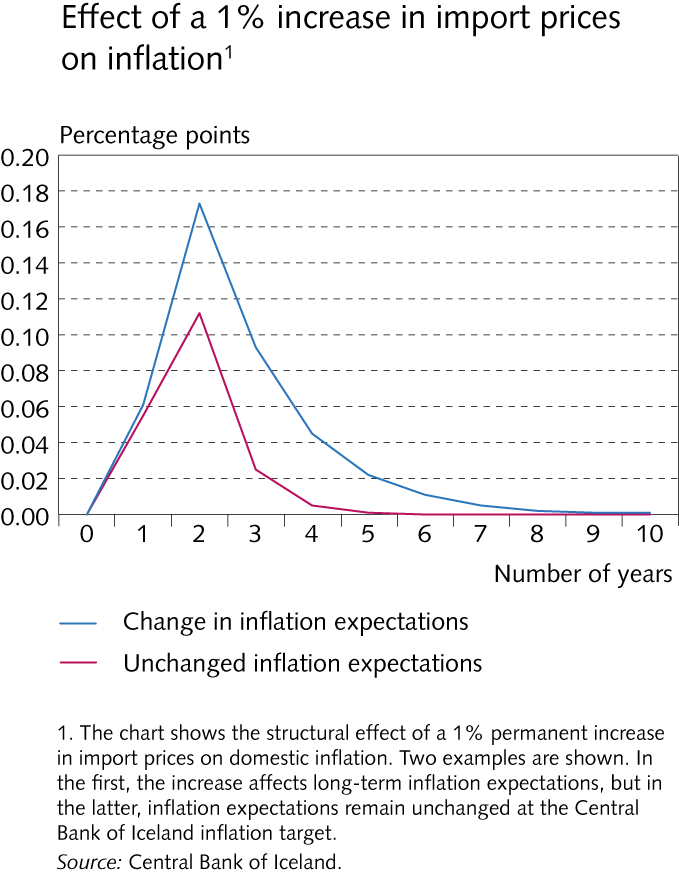 Effect of a 1% increase in import prices
on inflation1
Percentage points
0.20
0.18
0.16
0.14
0.12
0.10
0.08
0.06
0.04
0.02
0.00
0 1 2 3 4 5 6 7 8 9 10
Number of years
Change in inflation expectations
Unchanged inflation expectations
1. The chart shows the structural effect of a 1% permanent increase
in import prices on domestic inflation. Two examples are shown. In
the first, the increase affects long-term inflation expectations, but in
the latter, inflation expectations remain unchanged at the Central
Bank of Iceland inflation target.
Source: Central Bank of Iceland.